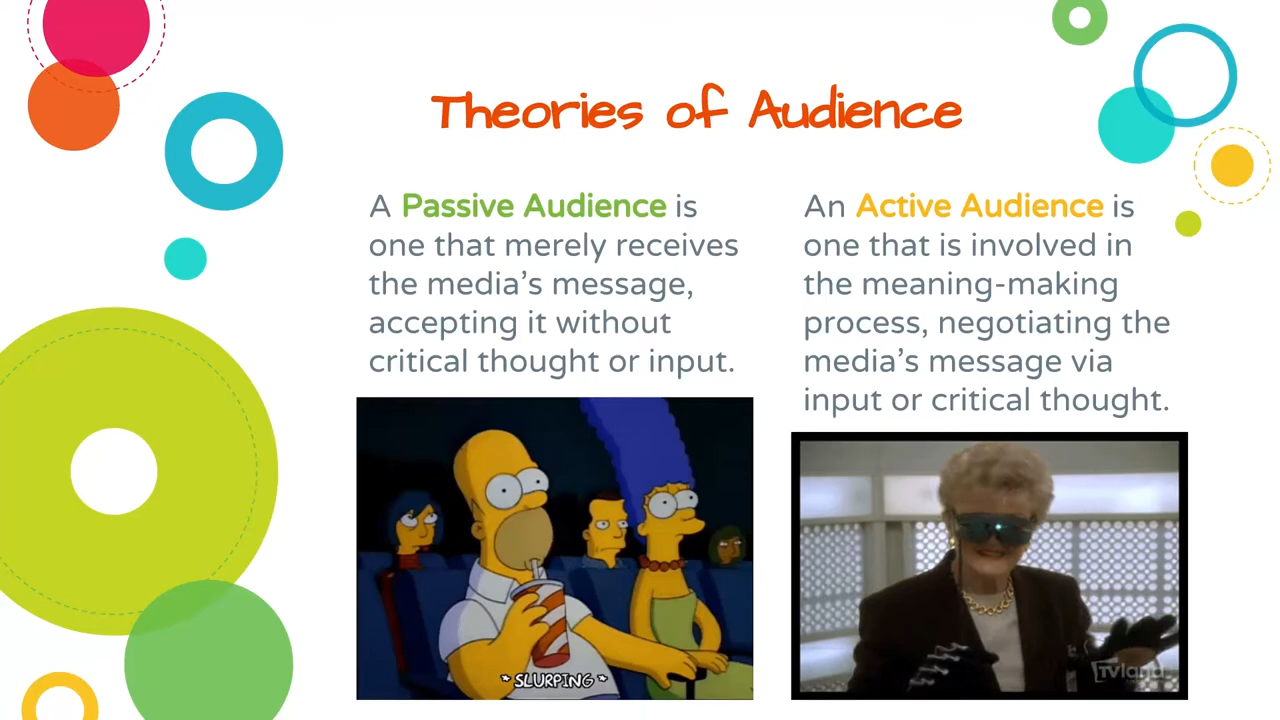 Theories of Audience
A Passive Audience is
one that merely receives
the media's message,
accepting it without
critical thought or input.
An Active Audience is
one that is involved in
the meaning-making
process, negotiating the
media's message via
input or critical thought.
* SLURPING *
TVland